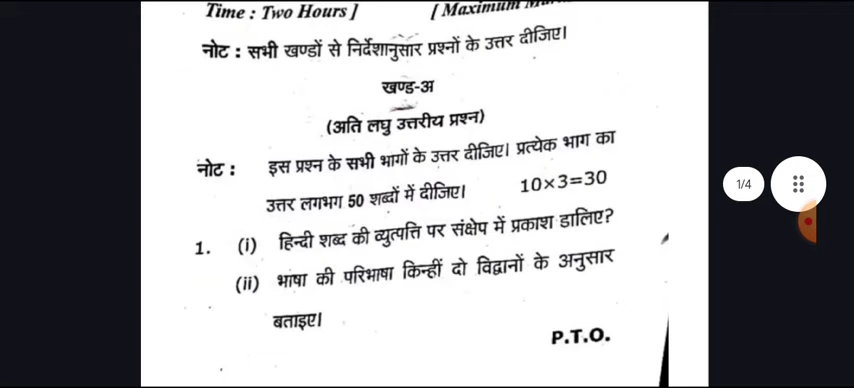 Time : Two Hours ] [ Maximum
नोट : सभी खण्डों से निर्देशानुसार प्रश्नों के उत्तर दीजिए।
खण्ड-अ
(अति लघु उत्तरीय प्रश्न)
नोट : इस प्रश्न के सभी भागों के उत्तर दीजिए। प्रत्येक भाग का
उत्तर लगभग 50 शब्दों में दीजिए। 10×3=30
1/4
1. (i) हिन्दी शब्द की व्युत्पत्ति पर संक्षेप में प्रकाश डालिए?
(ii) भाषा की परिभाषा किन्हीं दो विद्वानों के अनुसार
बताइए।
P.T.O.